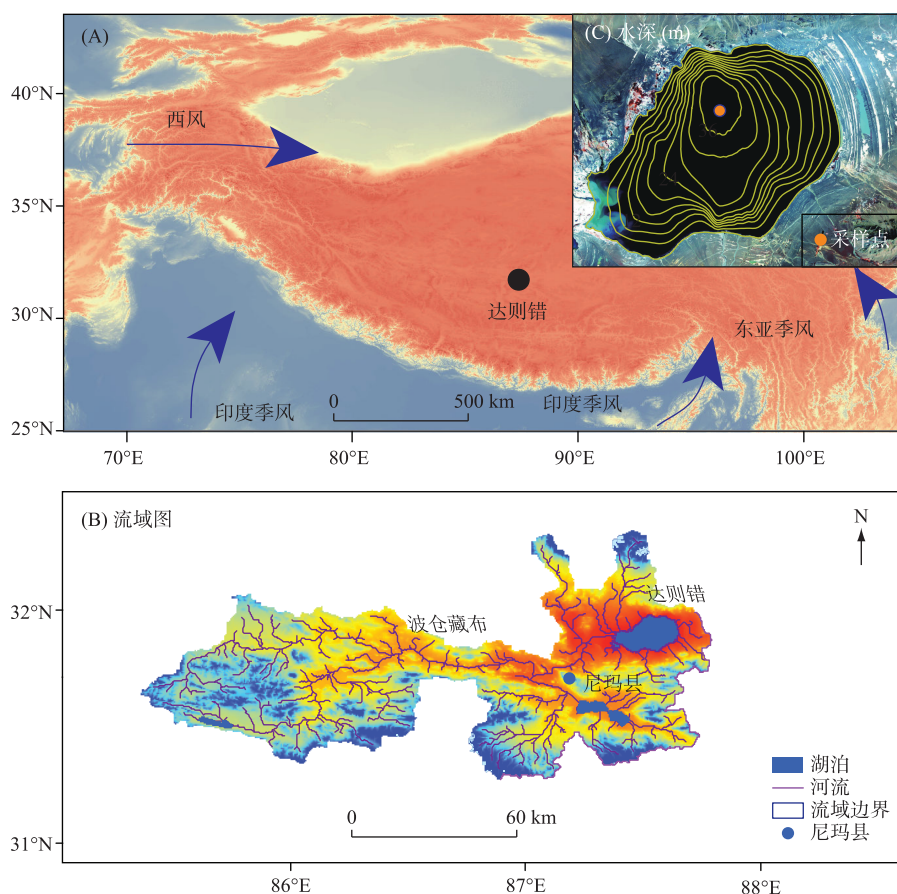 (A)
(C) 水深 (m)
40°N
西风
35°N
采样点
达则错
30°N
东亚季风
印度季风
0
500 km
印度季风
25°N
70°E
80°E
90°E
100°E
(B) 流域图
N
32°N
达则错
波仓藏布
尼玛县
湖泊
河流
流域边界
尼玛县
0
60 km
31°N
86°E
87°E
88°E